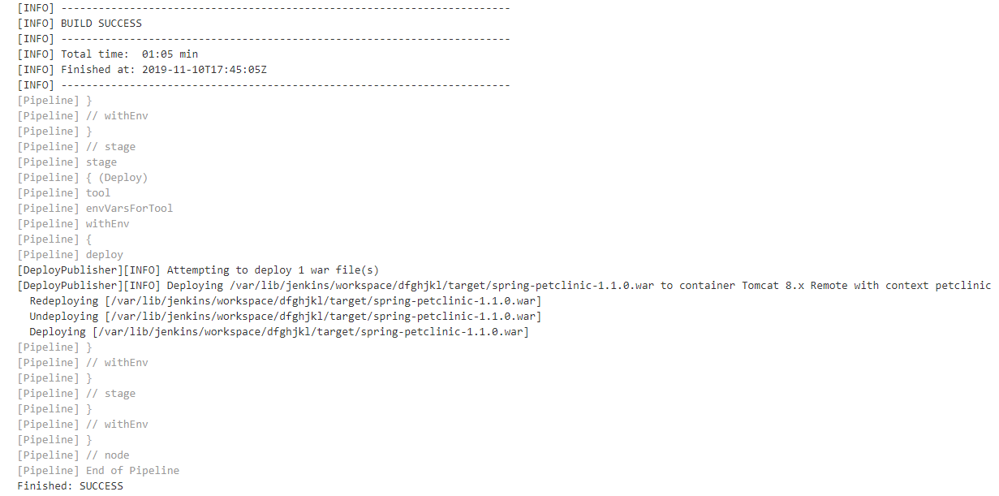 [INFO] ------------------------------------------------------------------------
[INFO] BUILD SUCCESS
[INFO] ------------------------------------------------------------------------
[INFO] Total time:  01:05 min
[INFO] Finished at: 2019-11-10T17:45:05Z
[INFO] ------------------------------------------------------------------------
[Pipeline] }
[Pipeline] // withEnv
[Pipeline] }
[Pipeline] // stage
[Pipeline] stage
[Pipeline] { (Deploy)
[Pipeline] tool
[Pipeline] envVarsForTool
[Pipeline] withEnv
[Pipeline] {
[Pipeline] deploy
[DeployPublisher][INFO] Attempting to deploy 1 war file(s)
[DeployPublisher][INFO] Deploying /var/lib/jenkins/workspace/dfghjkl/target/spring-petclinic-1.1.0.war to container Tomcat 8.x Remote with context petclinic
  Redeploying [/var/lib/jenkins/workspace/dfghjkl/target/spring-petclinic-1.1.0.war]
  Undeploying [/var/lib/jenkins/workspace/dfghjkl/target/spring-petclinic-1.1.0.war]
  Deploying [/var/lib/jenkins/workspace/dfghjkl/target/spring-petclinic-1.1.0.war]
[Pipeline] }
[Pipeline] // withEnv
[Pipeline] }
[Pipeline] // stage
[Pipeline] }
[Pipeline] // withEnv
[Pipeline] }
[Pipeline] // node
[Pipeline] End of Pipeline
Finished: SUCCESS